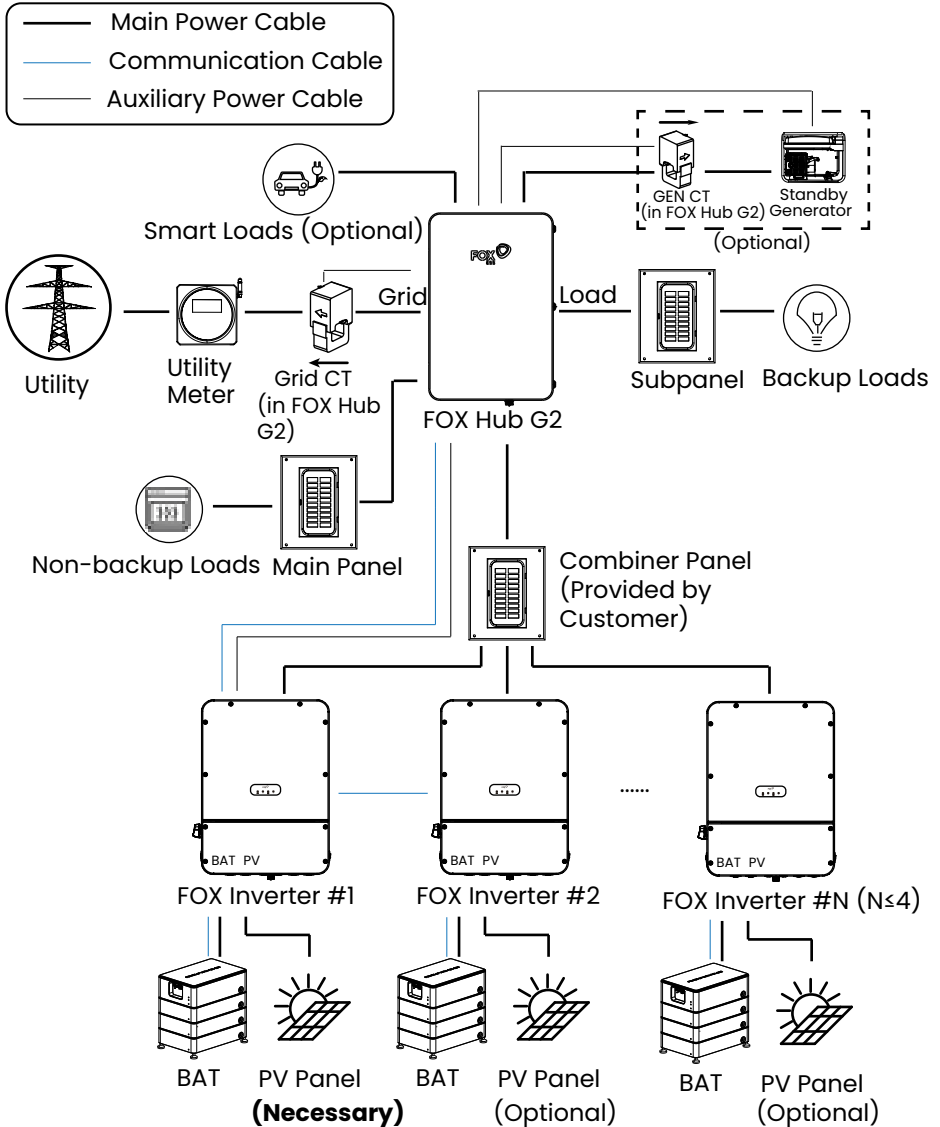 Main Power Cable
Communication Cable
Auxiliary Power Cable
GEN CT
(in FOX Hub G2)
Standby
Generator
(Optional)
Smart Loads (Optional)
FOX
Grid
Load
Utility
Utility
Meter
Grid CT
(in FOX Hub
G2)
FOX Hub G2
Subpanel
Backup Loads
Non-backup Loads
Main Panel
Combiner Panel
(Provided by
Customer)
BAT PV
BAT PV
BAT PV
FOX Inverter #1
FOX Inverter #2
......
FOX Inverter #N (N≤4)
BAT
PV Panel
(Necessary)
BAT
PV Panel
(Optional)
BAT
PV Panel
(Optional)